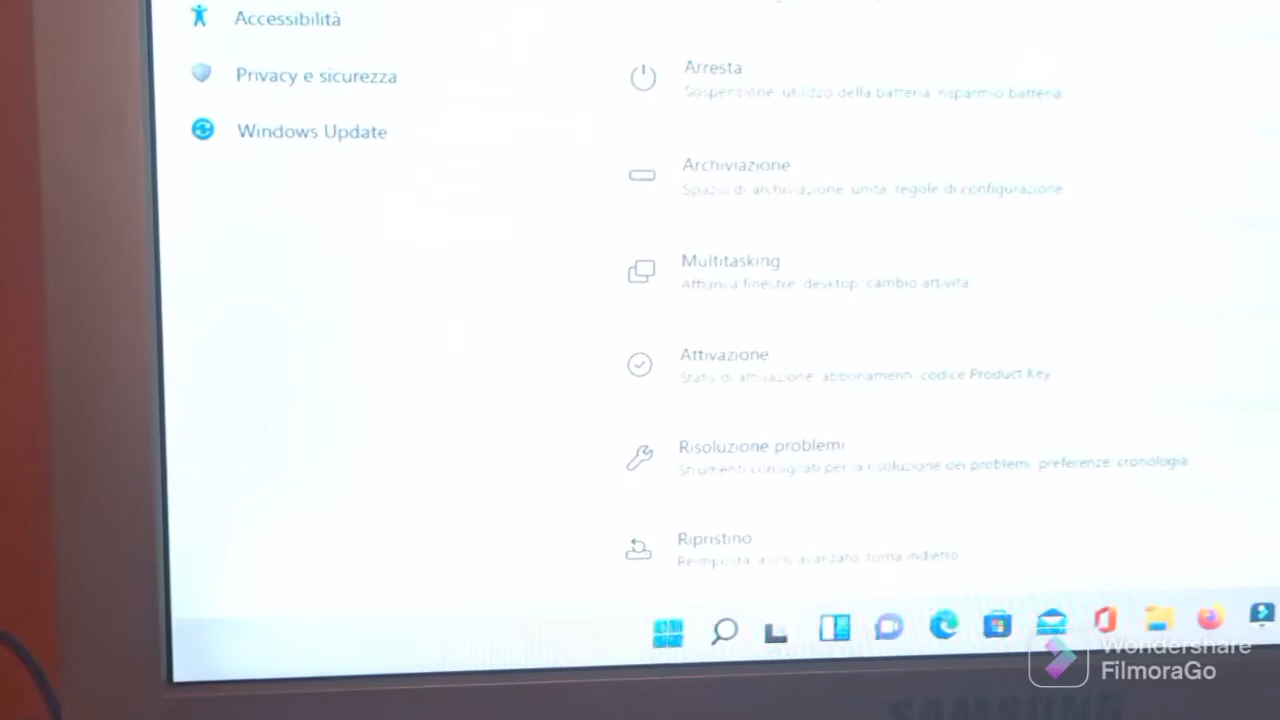 Accessibilità
Privacy e sicurezza
Windows Update
Arresta
Sospensione, utilizzo della batteria, risparmio batteria
Archiviazione
Spazio di archiviazione, unità, regole di configurazione
Multitasking
Affianca finestre, desktop, cambio attività
Attivazione
Stato di attivazione, abbonamenti, codice Product Key
Risoluzione problemi
Strumenti consigliati per la risoluzione dei problemi, preferenze, cronologia
Ripristino
Reimposta, avvio avanzato, torna indietro
Wondershare
FilmoraGo
SAMSUNG